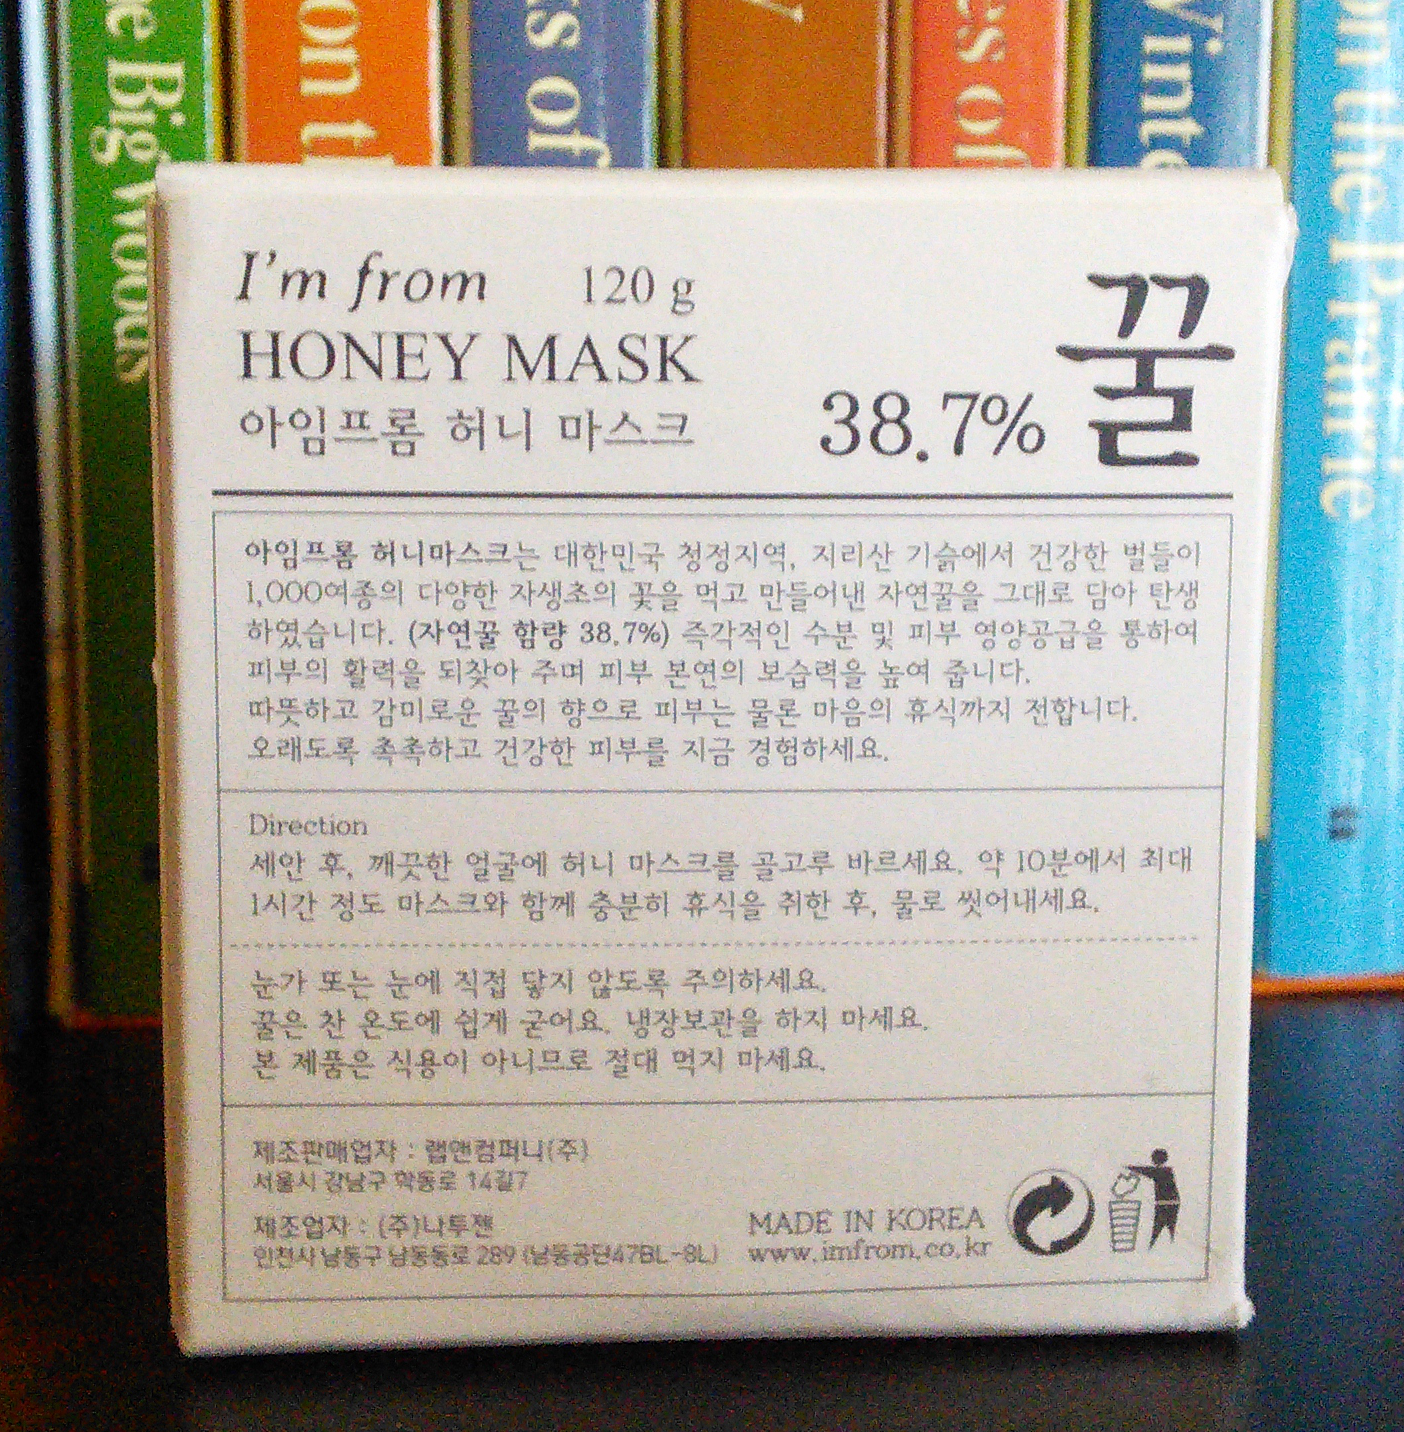 e Big Woods
on t
s of
y
es of
Winte
on the Prairie
I'm from 120 g
HONEY MASK
아임프롬 허니 마스크
38.7% 꿀
아임프롬 허니마스크는 대한민국 청정지역, 지리산 기슭에서 건강한 벌들이
1,000여종의 다양한 자생초의 꽃을 먹고 만들어낸 자연꿀을 그대로 담아 탄생
하였습니다. (자연꿀 함량 38.7%) 즉각적인 수분 및 피부 영양공급을 통하여
피부의 활력을 되찾아 주며 피부 본연의 보습력을 높여 줍니다.
따뜻하고 감미로운 꿀의 향으로 피부는 물론 마음의 휴식까지 전합니다.
오래도록 촉촉하고 건강한 피부를 지금 경험하세요.
Direction
세안 후, 깨끗한 얼굴에 허니 마스크를 골고루 바르세요. 약 10분에서 최대
1시간 정도 마스크와 함께 충분히 휴식을 취한 후, 물로 씻어내세요.
눈가 또는 눈에 직접 닿지 않도록 주의하세요.
꿀은 찬 온도에 쉽게 굳어요. 냉장보관을 하지 마세요.
본 제품은 식용이 아니므로 절대 먹지 마세요.
제조판매업자 : 랩앤컴퍼니(주)
서울시 강남구 학동로 14길7
제조업자 : (주)나투젠
인천시 남동구 남동동로 289 (남동공단47BL-8L)
MADE IN KOREA
www.imfrom.co.kr